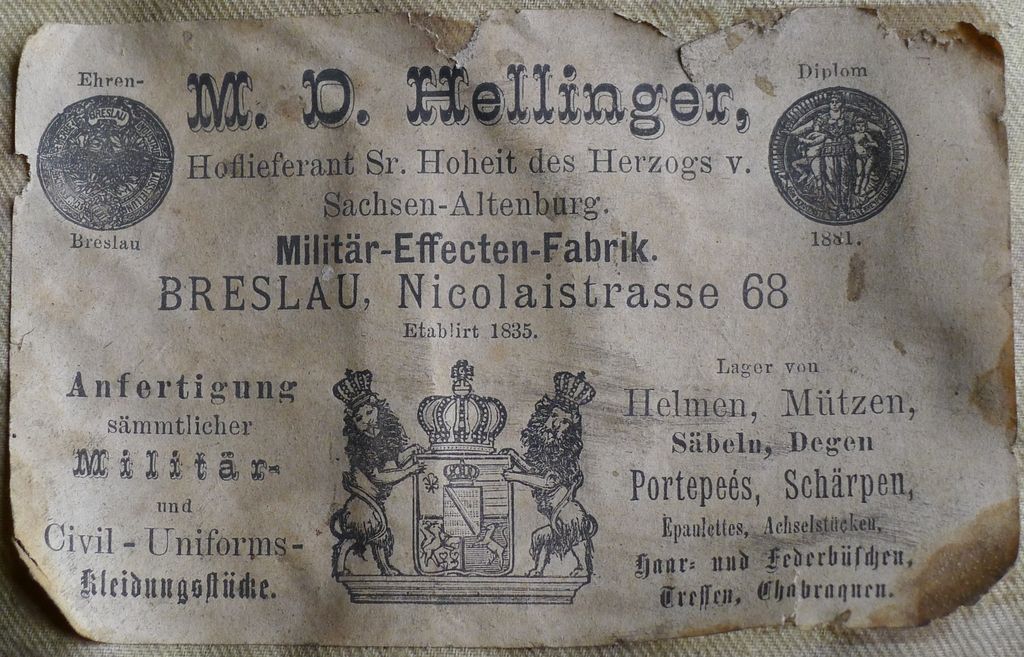 Ehren-
BRESLAU
Breslau
M. D. Hellinger,
Hoflieferant Sr. Hoheit des Herzogs v.
Sachsen-Altenburg.
Militär-Effecten-Fabrik.
BRESLAU, Nicolaistrasse 68
Etablirt 1835.
Diplom
1881.
Anfertigung
sämmtlicher
Militär-
und
Civil - Uniforms-
Kleidungsstücke.
Lager von
Helmen, Mützen,
Säbeln, Degen
Portepeés, Schärpen,
Epaulettes, Achselstücken,
Haar- und Federbüschen,
Tressen, Chabraquen.